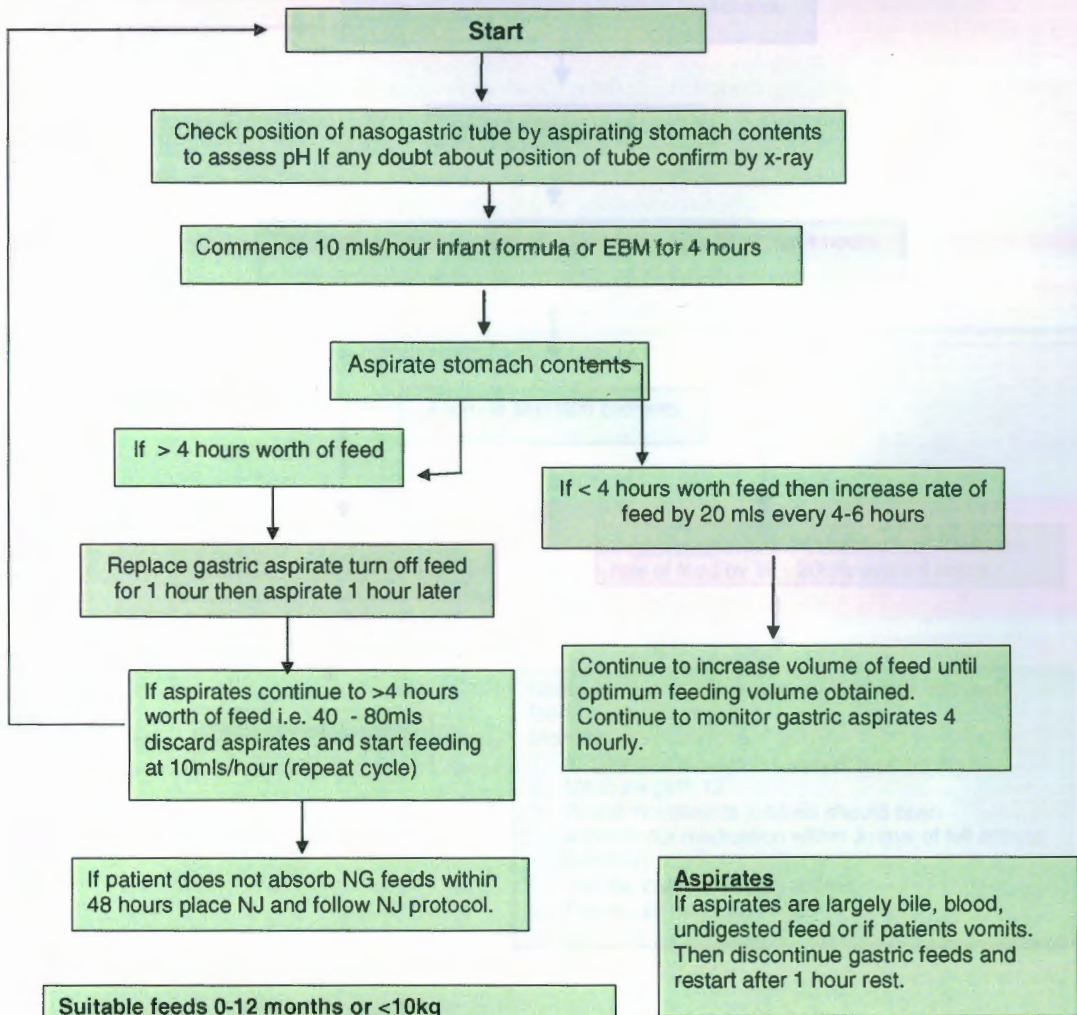 Start
Check position of nasogastric tube by aspirating stomach contents
to assess pH If any doubt about position of tube confirm by x-ray
Commence 10 mls/hour infant formula or EBM for 4 hours
Aspirate stomach contents
If > 4 hours worth of feed
If < 4 hours worth feed then increase rate of
feed by 20 mls every 4-6 hours
Replace gastric aspirate turn off feed
for 1 hour then aspirate 1 hour later
If aspirates continue to >4 hours
worth of feed i.e. 40 - 80mls
discard aspirates and start feeding
at 10mls/hour (repeat cycle)
Continue to increase volume of feed until
optimum feeding volume obtained.
Continue to monitor gastric aspirates 4
hourly.
If patient does not absorb NG feeds within
48 hours place NJ and follow NJ protocol.
Aspirates
If aspirates are largely bile, blood,
undigested feed or if patients vomits.
Then discontinue gastric feeds and
restart after 1 hour rest.
Suitable feeds 0-12 months or <10kg